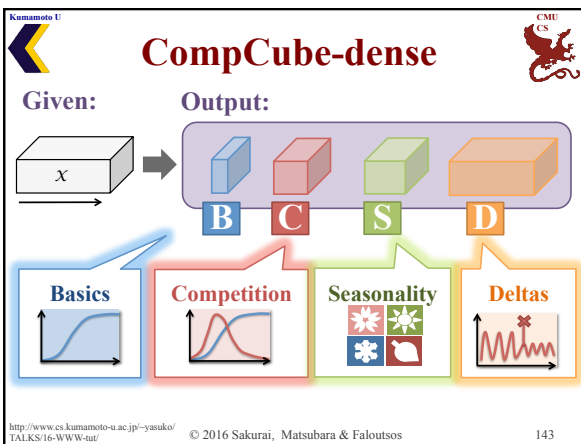 Kumamoto U
CMU
CS
CompCube-dense
Given:
Output:
X
B
C
S
D
Basics
Competition
Seasonality
Deltas
http://www.cs.kumamoto-u.ac.jp/~yasuko/
TALKS/16-WWW-tut/
© 2016 Sakurai, Matsubara & Faloutsos
143